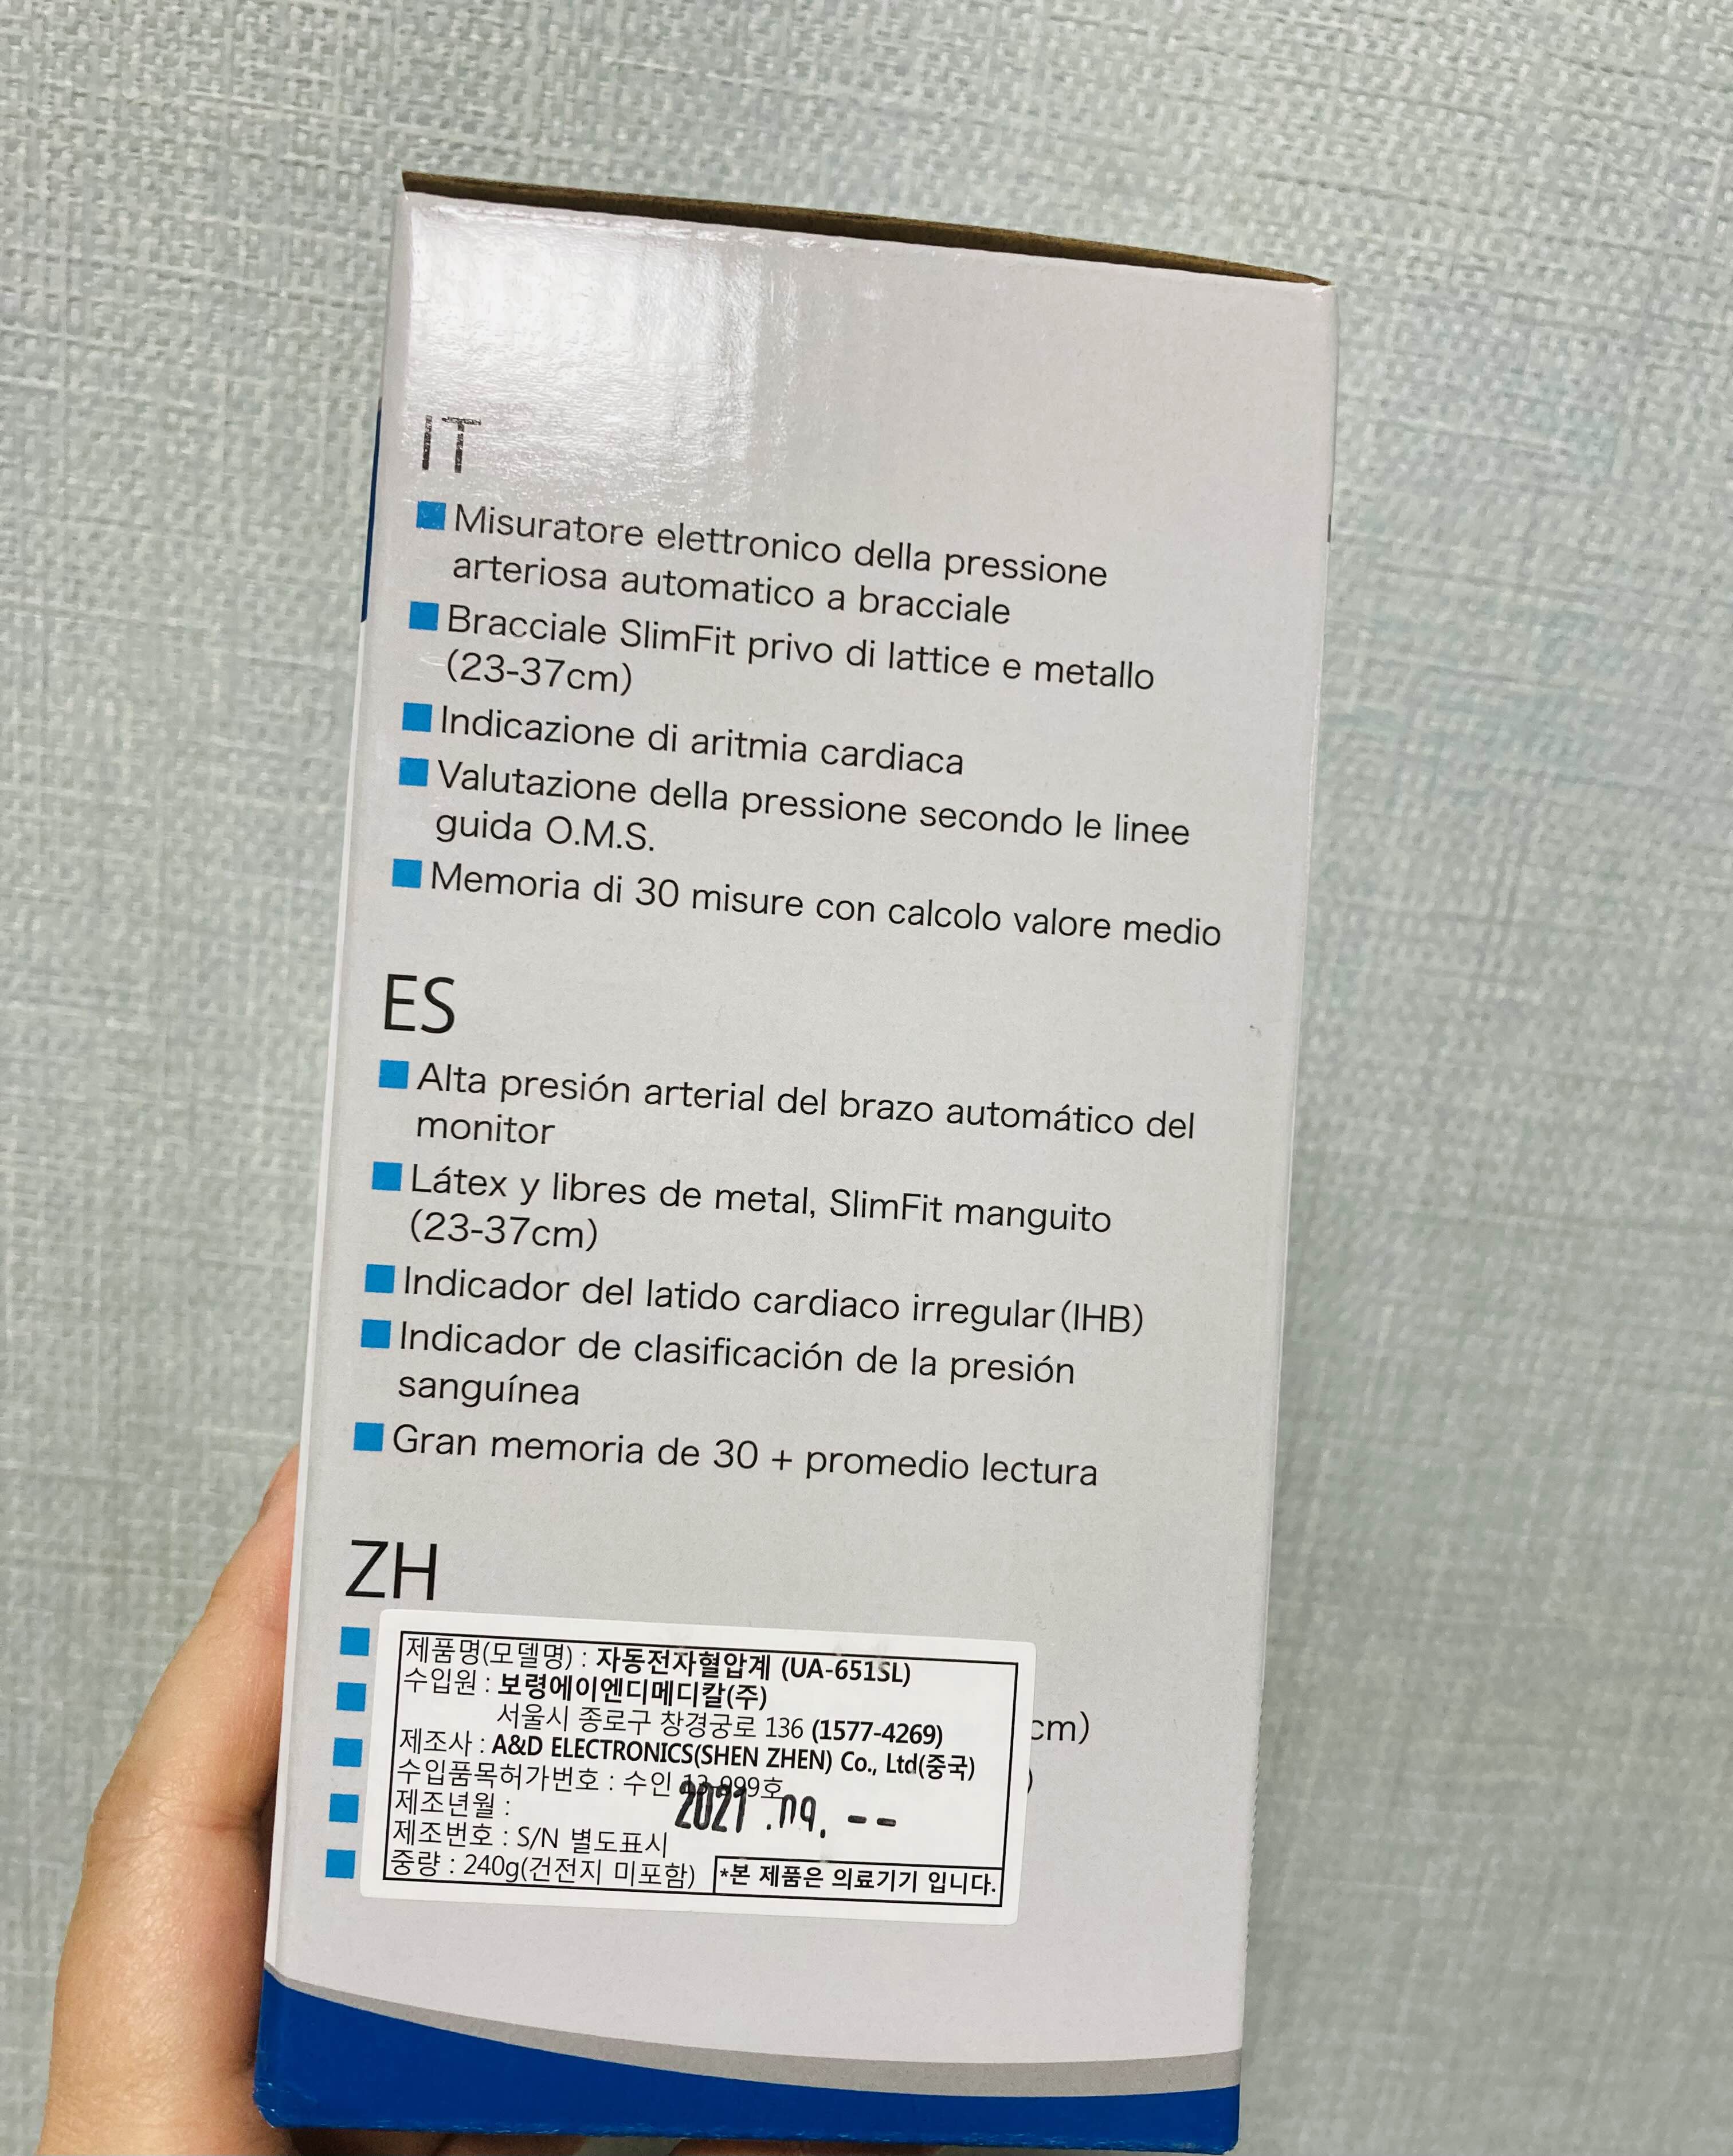 IT
■ Misuratore elettronico della pressione
arteriosa automatico a bracciale
■ Bracciale SlimFit privo di lattice e metallo
(23-37cm)
■ Indicazione di aritmia cardiaca
■ Valutazione della pressione secondo le linee
guida O.M.S.
■ Memoria di 30 misure con calcolo valore medio
ES
■ Alta presión arterial del brazo automático del
monitor
■ Látex y libres de metal, SlimFit manguito
(23-37cm)
■ Indicador del latido cardiaco irregular (IHB)
■ Indicador de clasificación de la presión
sanguínea
■ Gran memoria de 30 + promedio lectura
ZH
제품명(모델명) : 자동전자혈압계 (UA-651SL)
수입원 : 보령에이엔디메디칼(주)
서울시 종로구 창경궁로 136 (1577-4269)
cm)
제조사 : A&D ELECTRONICS(SHEN ZHEN) Co., Ltd(중국)
)
수입품목허가번호 : 수인 13-999호
제조년월 : 2021.09. --
제조번호 : S/N 별도표시
중량 : 240g(건전지 미포함) *본 제품은 의료기기 입니다.